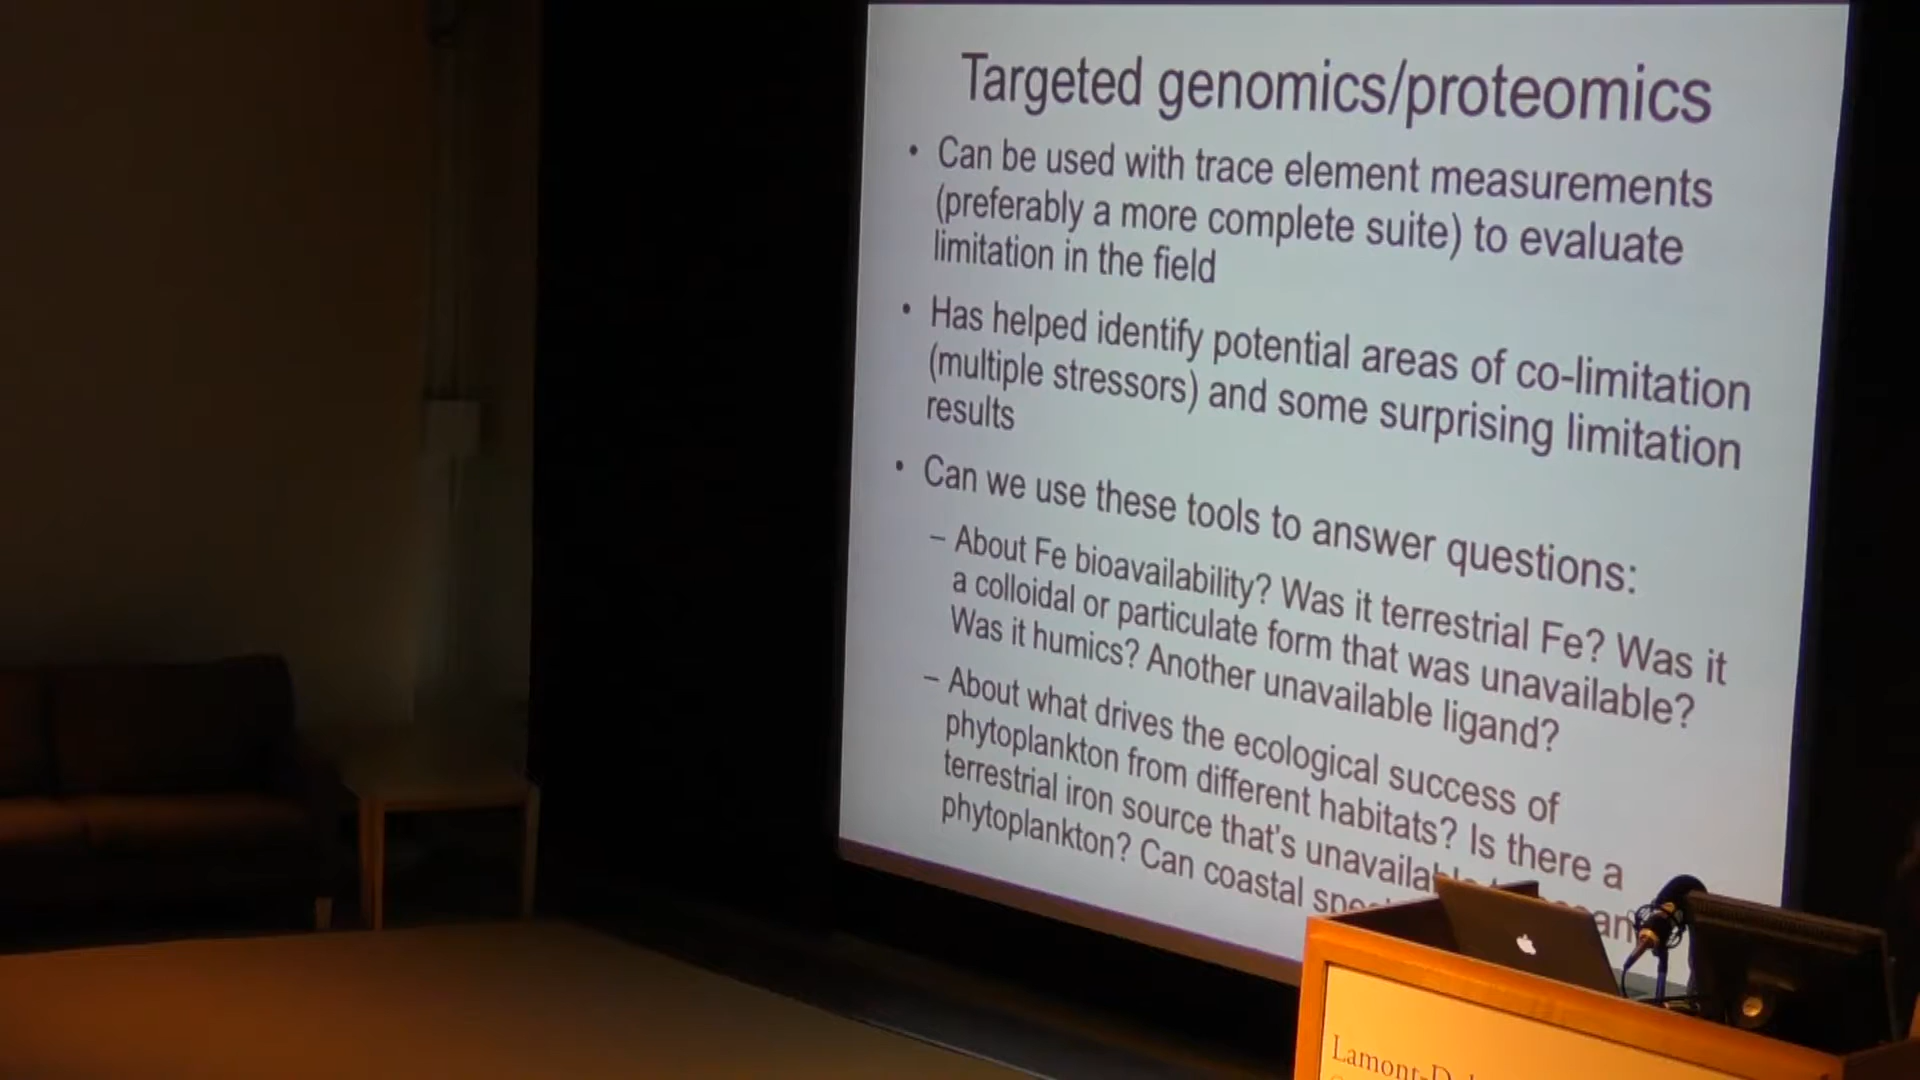 Targeted genomics/proteomics
• Can be used with trace element measurements
(preferably a more complete suite) to evaluate
limitation in the field
• Has helped identify potential areas of co-limitation
(multiple stressors) and some surprising limitation
results
• Can we use these tools to answer questions:
– About Fe bioavailability? Was it terrestrial Fe? Was it
a colloidal or particulate form that was unavailable?
Was it humics? Another unavailable ligand?
– About what drives the ecological success of
phytoplankton from different habitats? Is there a
terrestrial iron source that's
phytoplankton? Can coastal
Lamont-